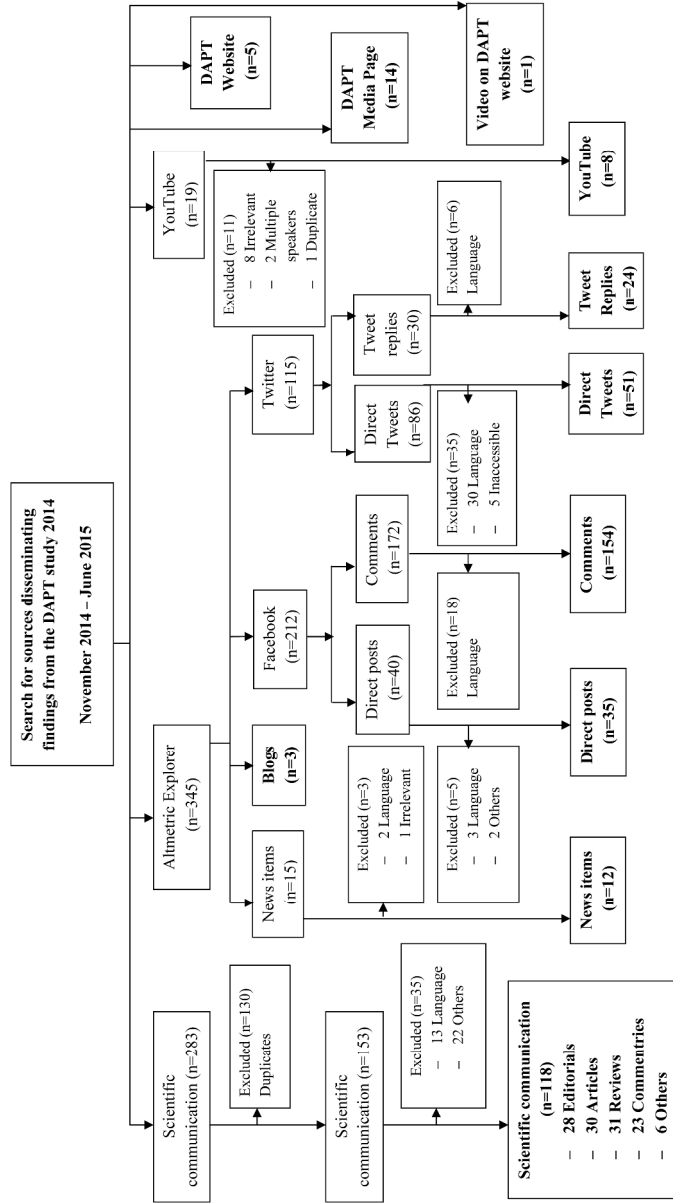 Search for sources disseminating
findings from the DAPT study 2014
November 2014 – June 2015
Scientific
communication (n=283)
Excluded (n=130)
Duplicates
Scientific
communication (n=153)
Excluded (n=35)
– 13 Language
– 22 Others
Scientific communication
(n=118)
– 28 Editorials
– 30 Articles
– 31 Reviews
– 23 Commentries
– 6 Others
Altmetric Explorer
(n=345)
News items
(n=15)
Excluded (n=3)
– 2 Language
– 1 Irrelevant
News items
(n=12)
Blogs
(n=3)
Facebook
(n=212)
Direct posts
(n=40)
Excluded (n=5)
– 3 Language
– 2 Others
Direct posts
(n=35)
Comments
(n=172)
Excluded (n=18)
Language
Comments
(n=154)
Twitter
(n=115)
Direct
Tweets
(n=86)
Excluded (n=35)
– 30 Language
– 5 Inaccessible
Direct
Tweets
(n=51)
Tweet
replies
(n=30)
Excluded (n=6)
Language
Tweet
Replies
(n=24)
YouTube
(n=19)
Excluded (n=11)
– 8 Irrelevant
– 2 Multiple
speakers
– 1 Duplicate
YouTube
(n=8)
DAPT
Website
(n=5)
DAPT
Media Page
(n=14)
Video on DAPT
website
(n=1)